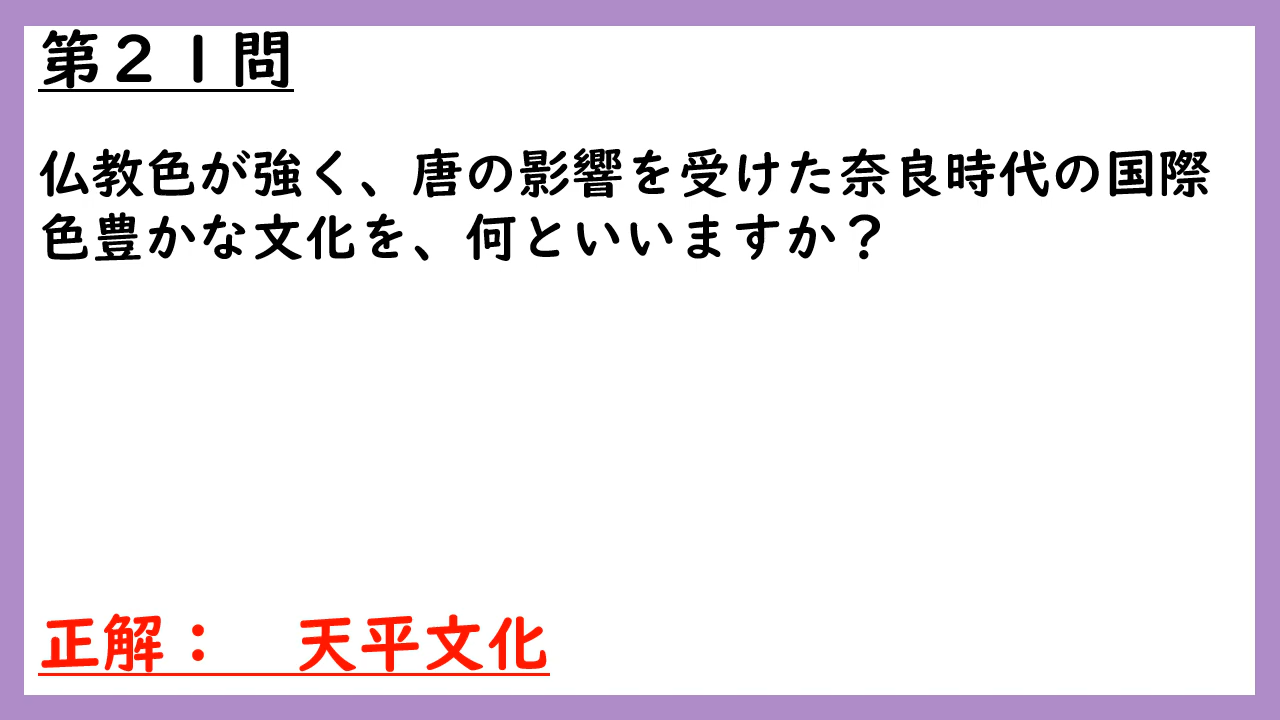 第２１問
仏教色が強く、唐の影響を受けた奈良時代の国際
色豊かな文化を、何といいますか？
正解：　天平文化